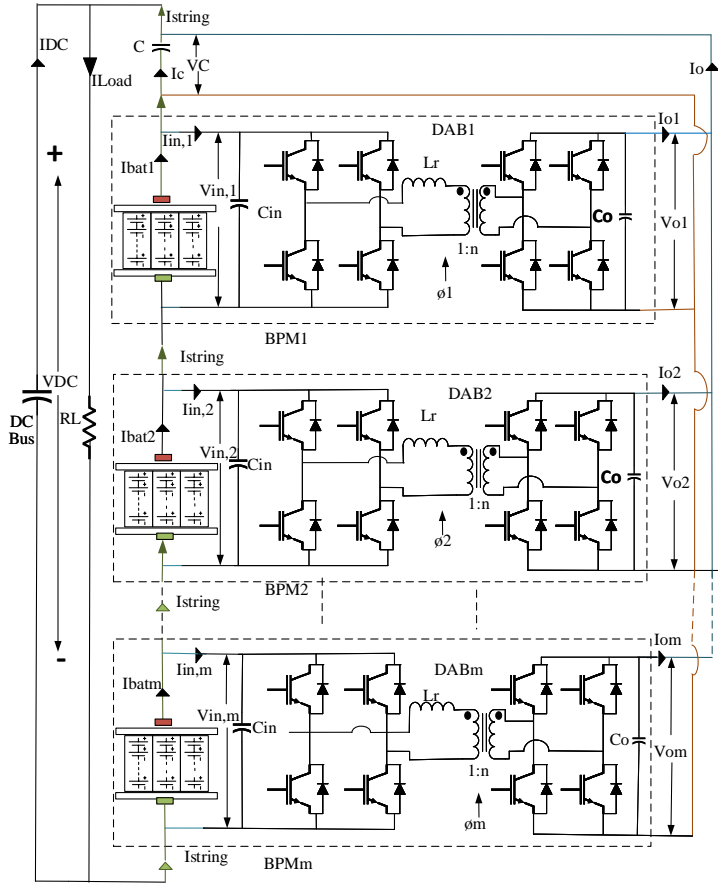 Istring
IDC
C
VC
ILoad
Ic
Io
Iin,1
DAB1
Io1
+
Ibat1
Lr
Vin,1
Cin
Co
Vo1
1:n
ø1
BPM1
Istring
VDC
Iin,2
DAB2
Io2
DC
Bus
RL
Ibat2
Lr
Vin,2
Cin
Co
Vo2
1:n
ø2
BPM2
Istring
-
Iin,m
DABm
Iom
Ibatm
Lr
Vin,m
Cin
Co
Vom
1:n
øm
BPMm
Istring